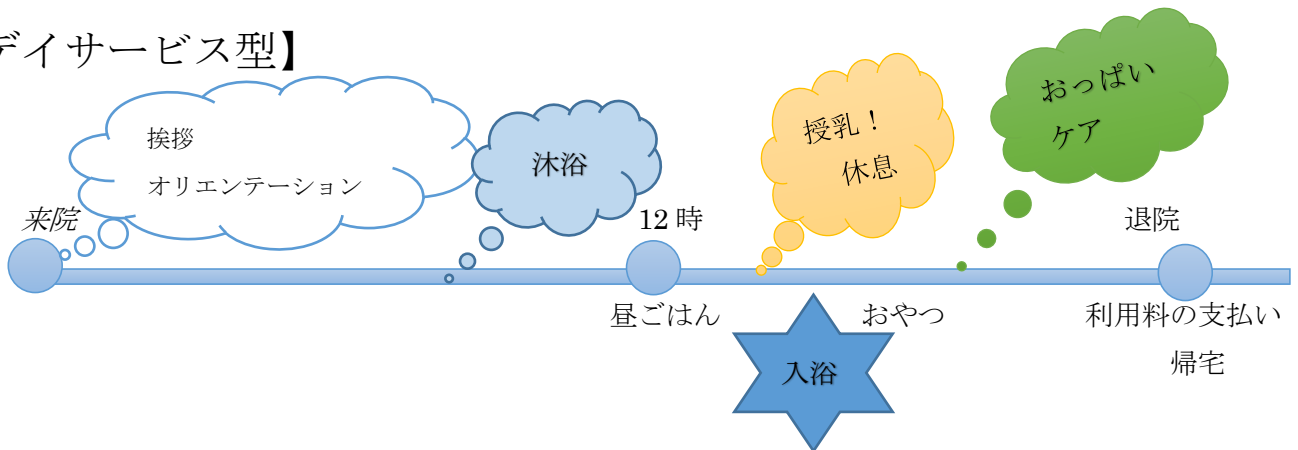 デイサービス型】
おっぱい
ケア
授乳！
休息
挨拶
オリエンテーション
沐浴
来院
12時
退院
昼ごはん
おやつ
利用料の支払い
帰宅
入浴